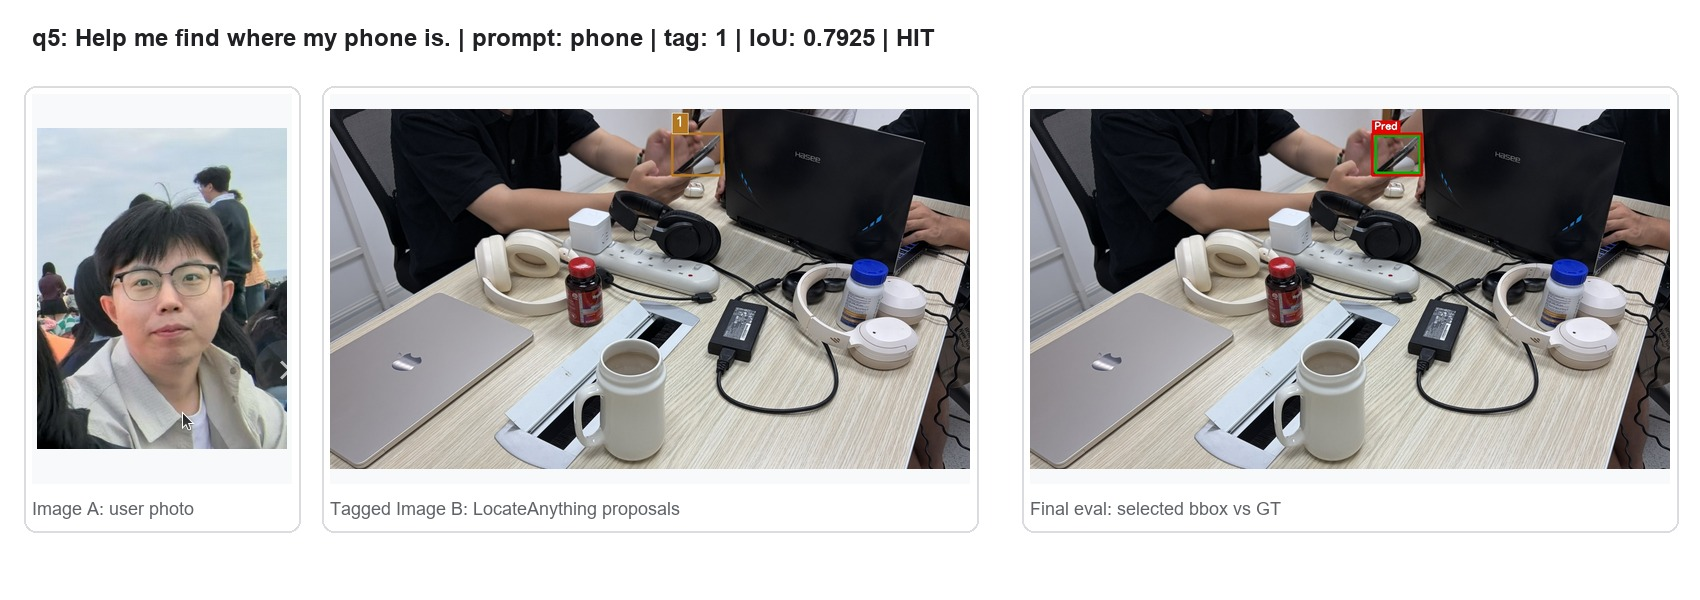 q5: Help me find where my phone is. | prompt: phone | tag: 1 | IoU: 0.7925 | HIT
1
HASEE
Pred
HASEE
Image A: user photo
Tagged Image B: LocateAnything proposals
Final eval: selected bbox vs GT